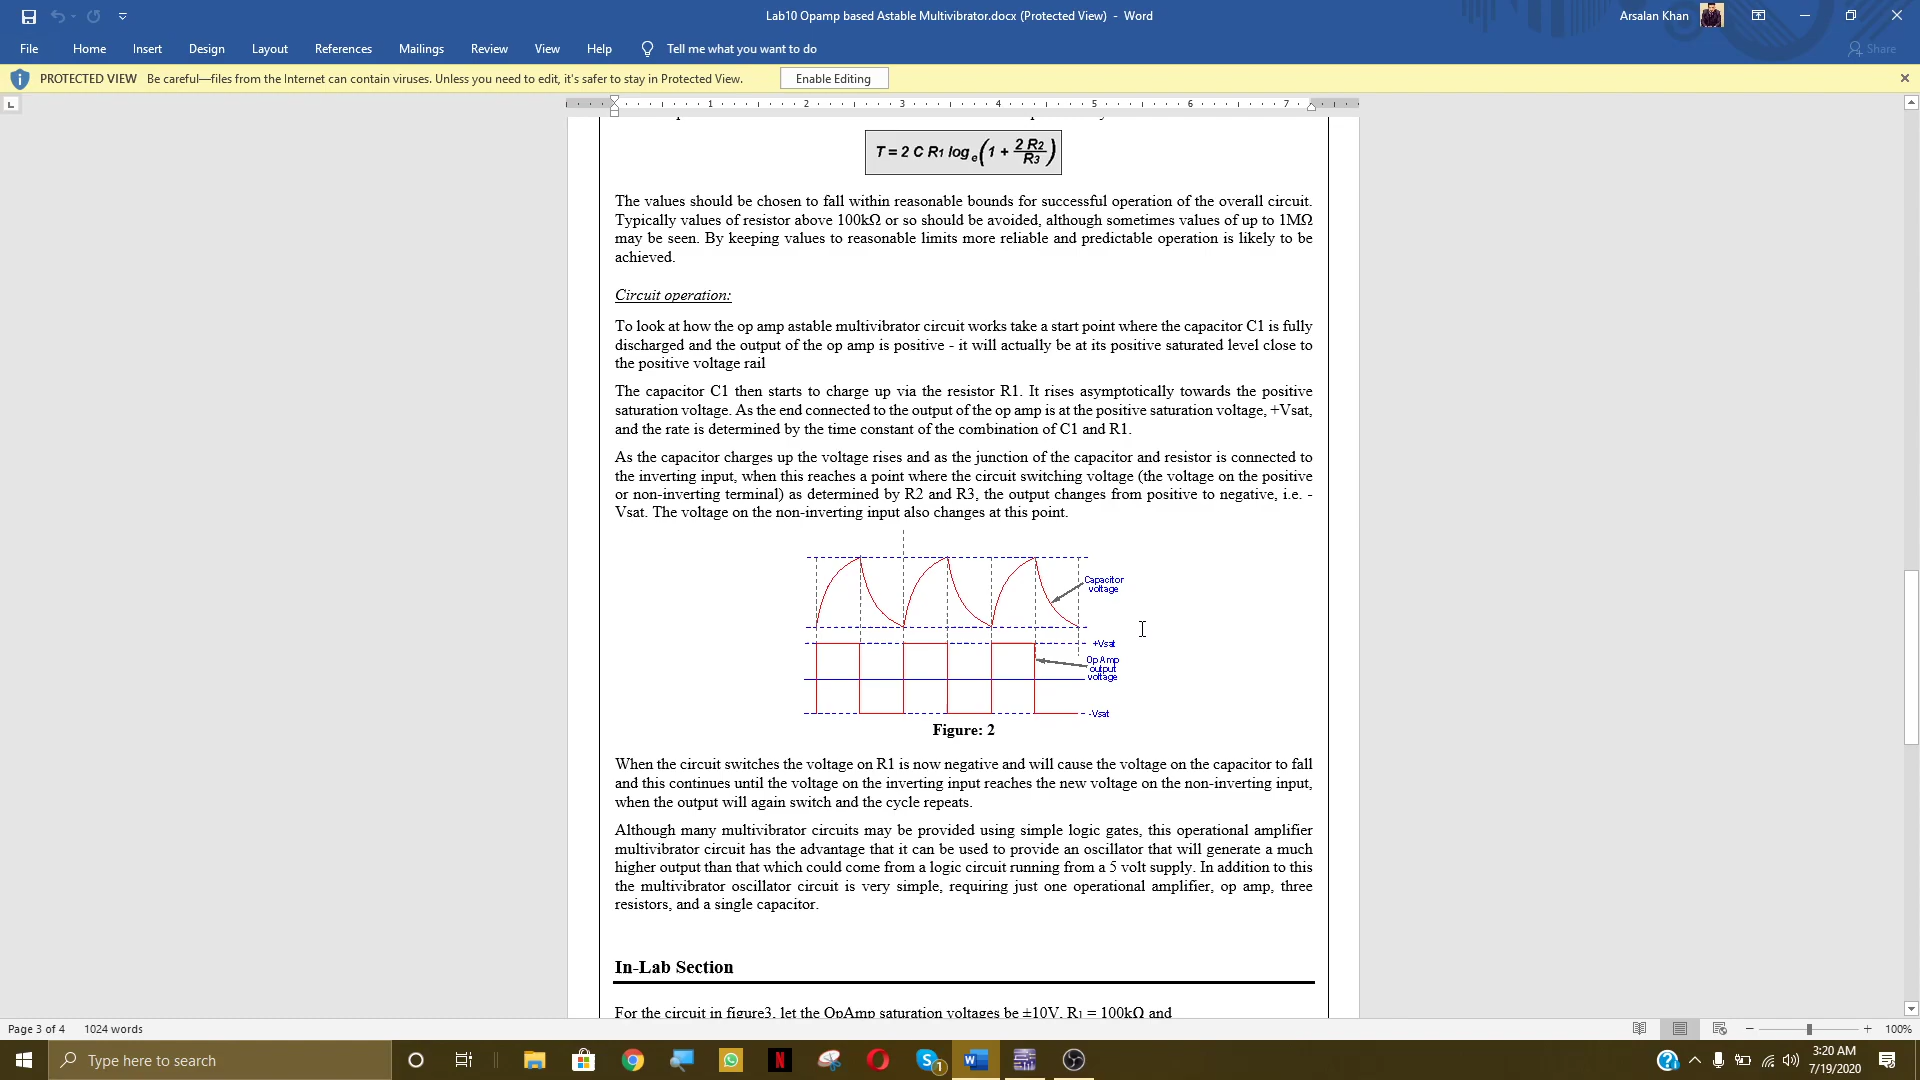 Lab10 Opamp based Astable Multivibrator.docx (Protected View) - Word
Arsalan Khan
File Home Insert Design Layout References Mailings Review View Help Tell me what you want to do
Share
PROTECTED VIEW Be careful—files from the Internet can contain viruses. Unless you need to edit, it's safer to stay in Protected View. Enable Editing
1 2 3 4 5 6 7
T = 2 C R1 log e (1 + 2 R2 / R3)
The values should be chosen to fall within reasonable bounds for successful operation of the overall circuit.
Typically values of resistor above 100kΩ or so should be avoided, although sometimes values of up to 1MΩ
may be seen. By keeping values to reasonable limits more reliable and predictable operation is likely to be
achieved.
Circuit operation:
To look at how the op amp astable multivibrator circuit works take a start point where the capacitor C1 is fully
discharged and the output of the op amp is positive - it will actually be at its positive saturated level close to
the positive voltage rail
The capacitor C1 then starts to charge up via the resistor R1. It rises asymptotically towards the positive
saturation voltage. As the end connected to the output of the op amp is at the positive saturation voltage, +Vsat,
and the rate is determined by the time constant of the combination of C1 and R1.
As the capacitor charges up the voltage rises and as the junction of the capacitor and resistor is connected to
the inverting input, when this reaches a point where the circuit switching voltage (the voltage on the positive
or non-inverting terminal) as determined by R2 and R3, the output changes from positive to negative, i.e. -
Vsat. The voltage on the non-inverting input also changes at this point.
Capacitor
voltage
+Vsat
Op Amp
output
voltage
-Vsat
Figure: 2
When the circuit switches the voltage on R1 is now negative and will cause the voltage on the capacitor to fall
and this continues until the voltage on the inverting input reaches the new voltage on the non-inverting input,
when the output will again switch and the cycle repeats.
Although many multivibrator circuits may be provided using simple logic gates, this operational amplifier
multivibrator circuit has the advantage that it can be used to provide an oscillator that will generate a much
higher output than that which could come from a logic circuit running from a 5 volt supply. In addition to this
the multivibrator oscillator circuit is very simple, requiring just one operational amplifier, op amp, three
resistors, and a single capacitor.
In-Lab Section
For the circuit in figure3, let the OpAmp saturation voltages be ±10V, R1 = 100kΩ and
Page 3 of 4 1024 words
100%
Type here to search
1
3:20 AM
7/19/2020